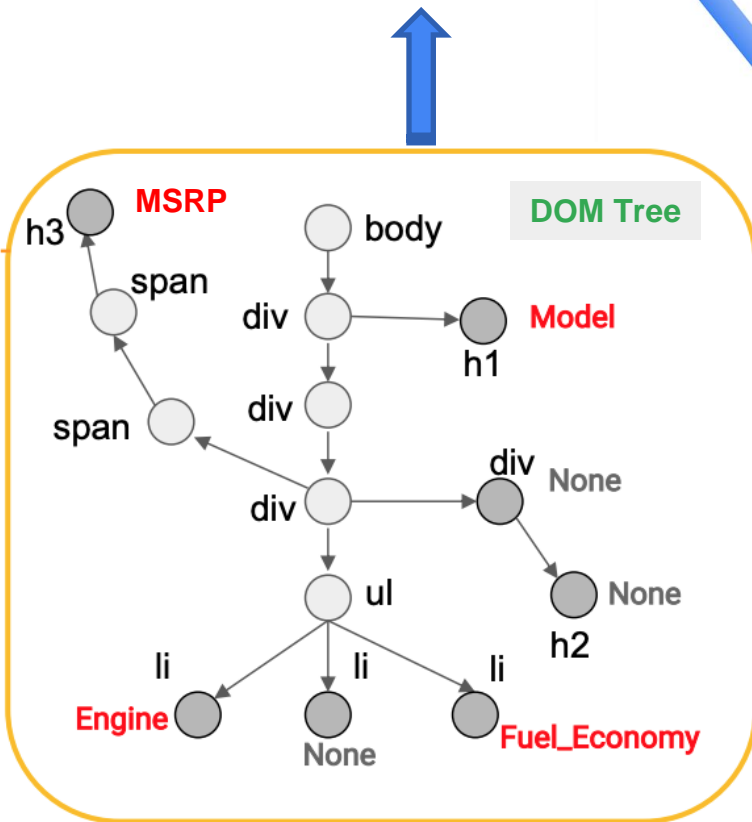 MSRP
DOM Tree
h3
body
span
div
Model
h1
div
span
div
None
div
ul
None
h2
li
li
li
Engine
Fuel_Economy
None